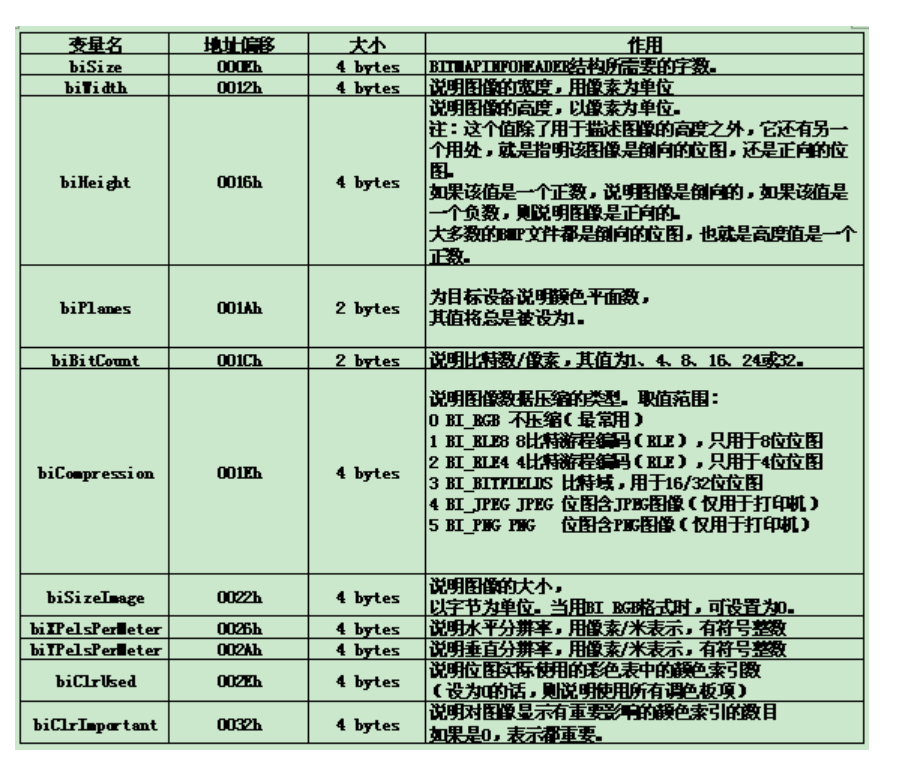 变量名 地址偏移 大小 作用
biSize 000Eh 4 bytes BITMAPINFOHEADER结构所需要的字数。
biWidth 0012h 4 bytes 说明图像的宽度，用像素为单位
biHeight 0016h 4 bytes 说明图像的高度，以像素为单位。
注：这个值除了用于描述图像的高度之外，它还有另一
个用处，就是指明该图像是倒向的位图，还是正向的位
图。
如果该值是一个正数，说明图像是倒向的，如果该值是
一个负数，则说明图像是正向的。
大多数的BMP文件都是倒向的位图，也就是高度值是一个
正数。
biPlanes 001Ah 2 bytes 为目标设备说明颜色平面数，
其值将总是被设为1。
biBitCount 001Ch 2 bytes 说明比特数/像素，其值为1、4、8、16、24或32。
biCompression 001Eh 4 bytes 说明图像数据压缩的类型。取值范围：
0 BI_RGB 不压缩（最常用）
1 BI_RLE8 8比特游程编码（RLE），只用于8位位图
2 BI_RLE4 4比特游程编码（RLE），只用于4位位图
3 BI_BITFIELDS 比特域，用于16/32位位图
4 BI_JPEG JPEG 位图含JPEG图像（仅用于打印机）
5 BI_PNG PNG 位图含PNG图像（仅用于打印机）
biSizeImage 0022h 4 bytes 说明图像的大小，
以字节为单位。当用BI_RGB格式时，可设置为0。
biXPelsPerMeter 0026h 4 bytes 说明水平分辨率，用像素/米表示，有符号整数
biYPelsPerMeter 002Ah 4 bytes 说明垂直分辨率，用像素/米表示，有符号整数
biClrUsed 002Eh 4 bytes 说明位图实际使用的彩色表中的颜色索引数
（设为0的话，则说明使用所有调色板项）
biClrImportant 0032h 4 bytes 说明对图像显示有重要影响的颜色索引的数目
如果是0，表示都重要。